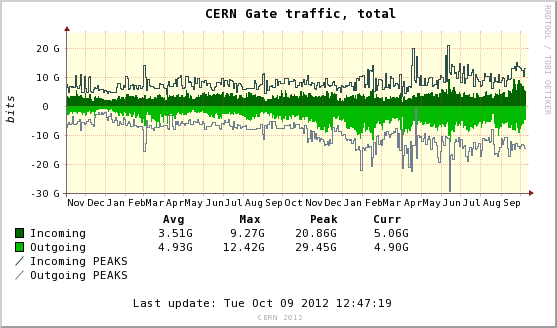 CERN Gate traffic, total
RRDTOOL / TOBI OETIKER
bits
20 G
10 G
0
-10 G
-20 G
-30 G
Nov Dec Jan Feb Mar Apr May Jun Jul Aug Sep Oct Nov Dec Jan Feb Mar Apr May Jun Jul Aug Sep
Avg Max Peak Curr
Incoming 3.51G 9.27G 20.86G 5.06G
Outgoing 4.93G 12.42G 29.45G 4.90G
Incoming PEAKS
Outgoing PEAKS
Last update: Tue Oct 09 2012 12:47:19
CERN 2012